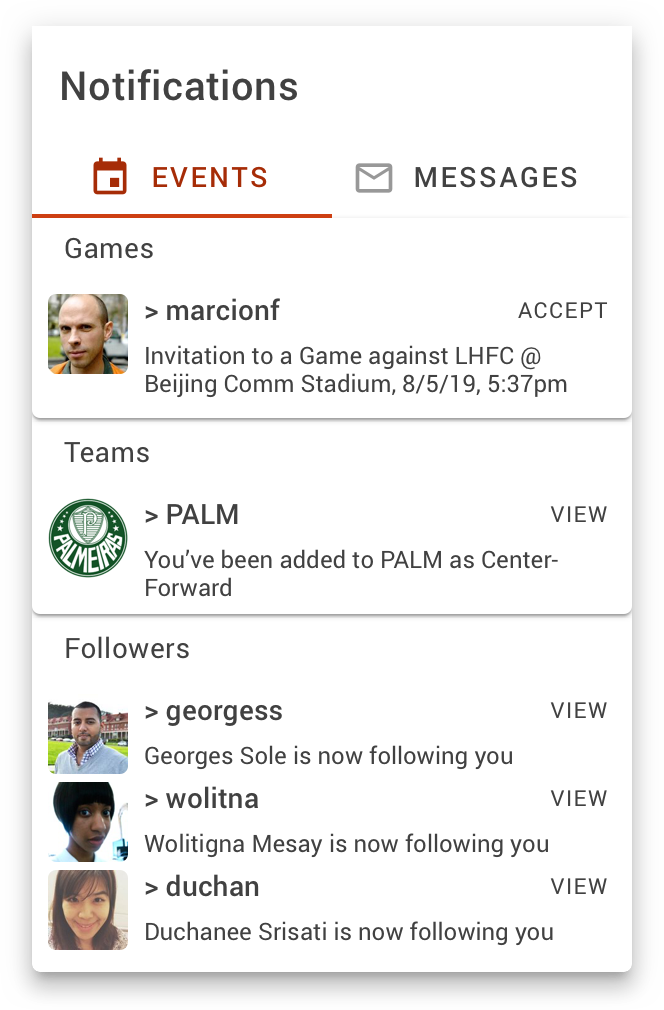 Notifications
EVENTS
MESSAGES
Games
> marcionf
ACCEPT
Invitation to a Game against LHFC @
Beijing Comm Stadium, 8/5/19, 5:37pm
Teams
P
PALMEIRAS
> PALM
VIEW
You’ve been added to PALM as Center-
Forward
Followers
> georgess
VIEW
Georges Sole is now following you
> wolitna
VIEW
Wolitigna Mesay is now following you
> duchan
VIEW
Duchanee Srisati is now following you